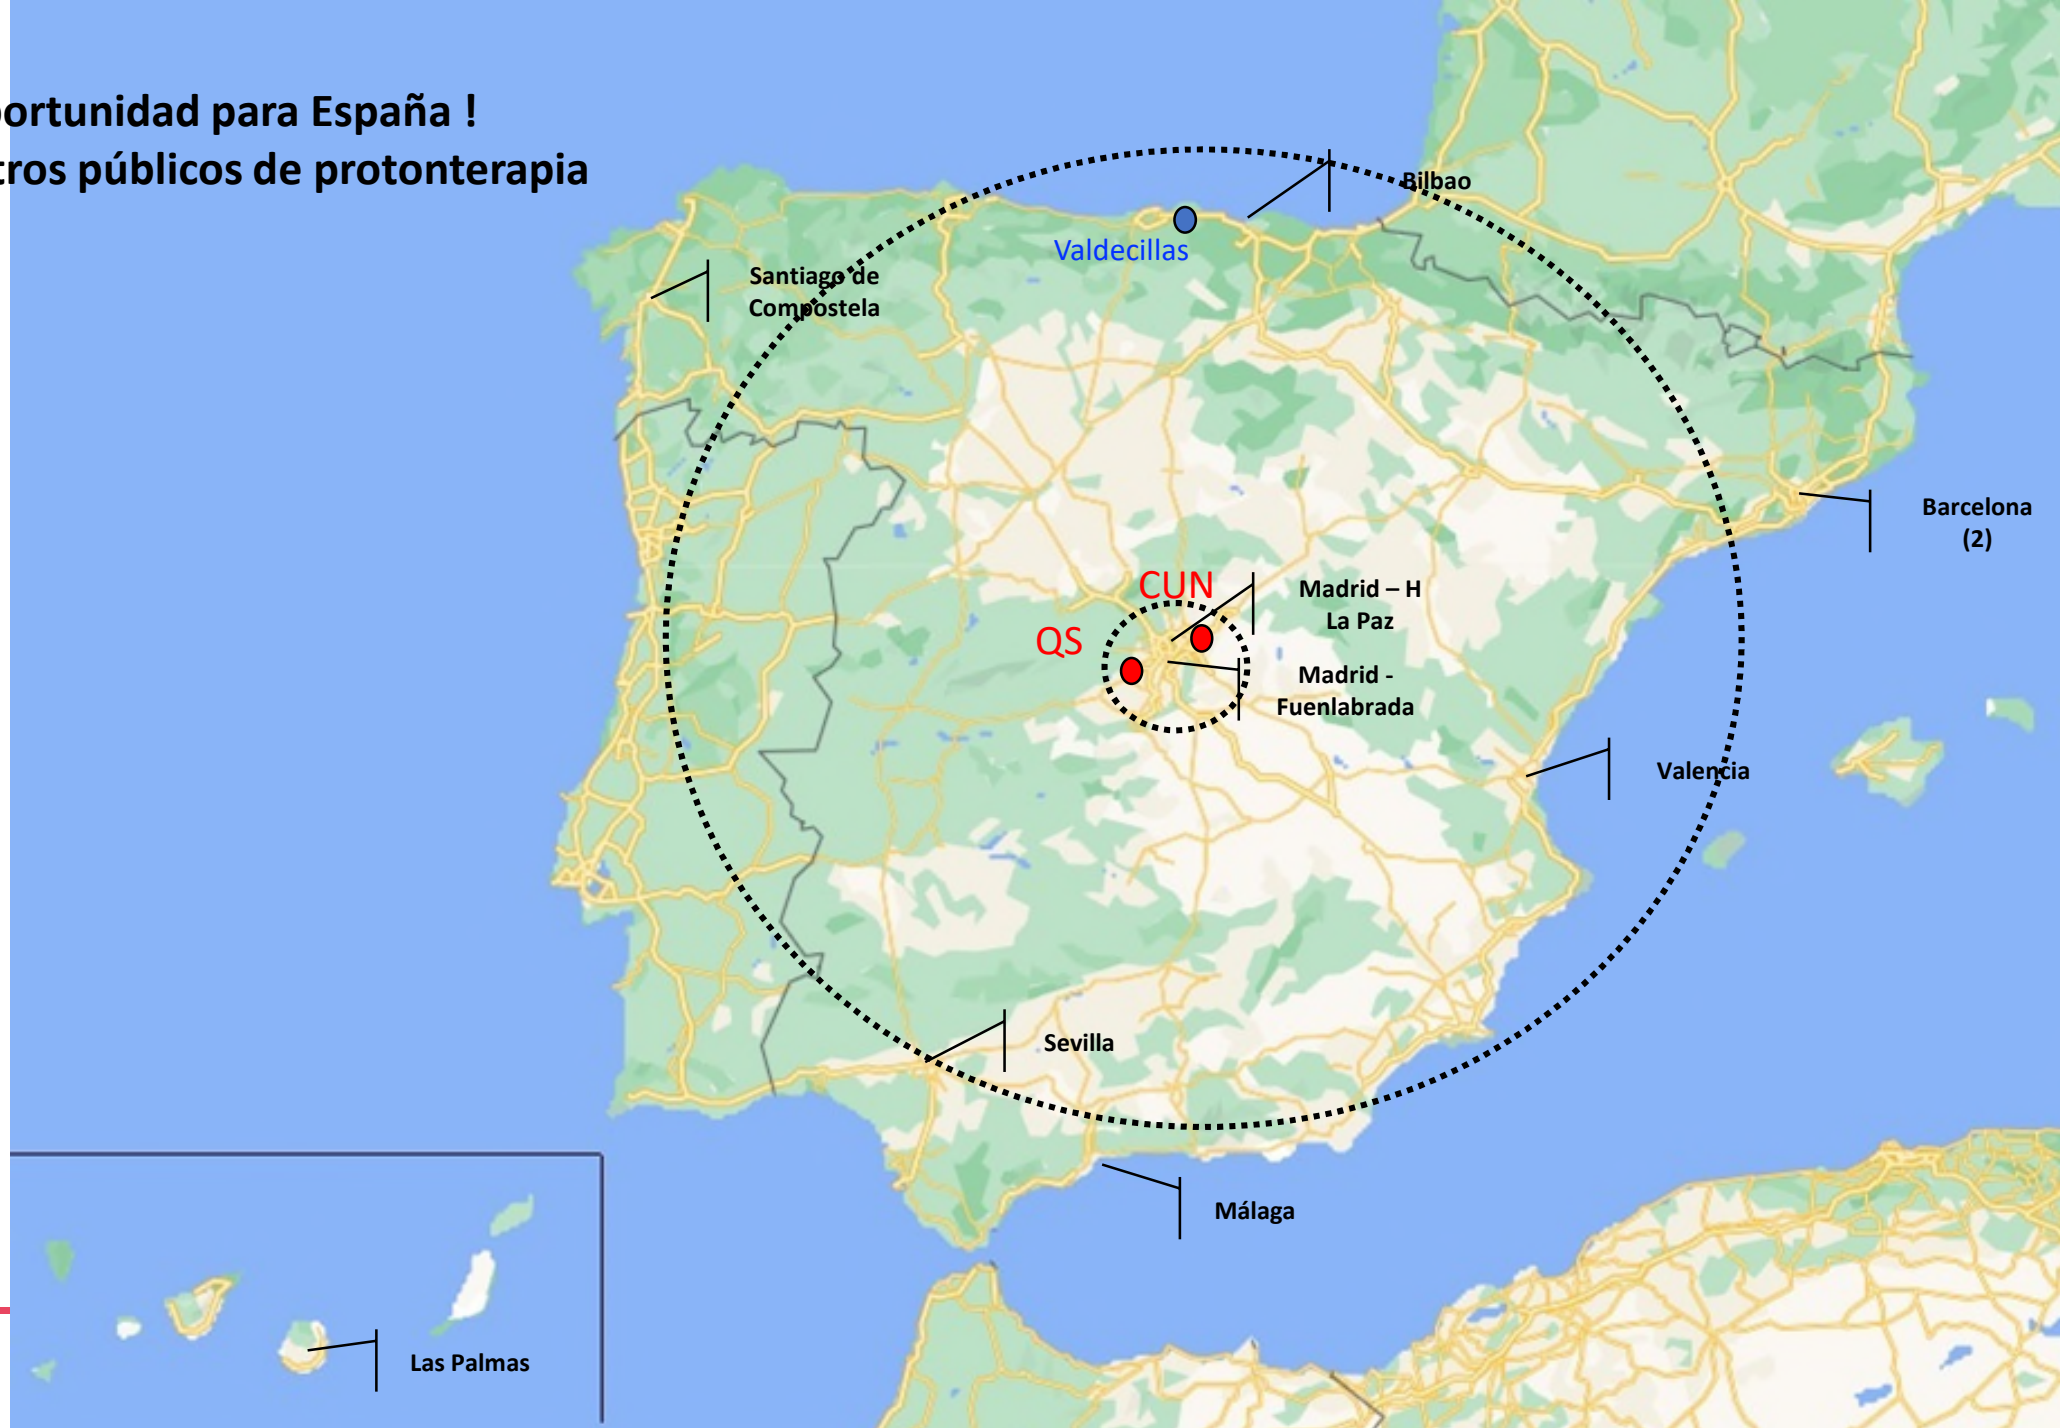 portunidad para España !
tros públicos de protonterapia
Bilbao
Valdecillas
Santiago de
Compostela
Barcelona
(2)
CUN
Madrid – H
La Paz
QS
Madrid -
Fuenlabrada
Valencia
Sevilla
Málaga
Las Palmas